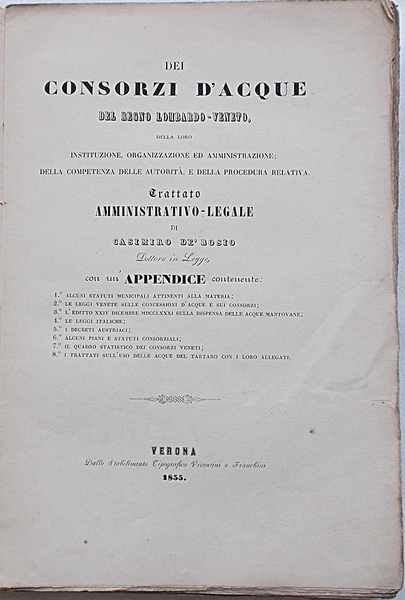 DEI
CONSORZI D'ACQUE
DEL REGNO LOMBARDO-VENETO,
DELLA LORO
INSTITUZIONE, ORGANIZZAZIONE ED AMMINISTRAZIONE;
DELLA COMPETENZA DELLE AUTORITÀ, E DELLA PROCEDURA RELATIVA.
Trattato
AMMINISTRATIVO-LEGALE
DI
CASIMIRO DE' BOSIO
Dottore in Legge,
con un' APPENDICE contenente:
1.° ALCUNI STATUTI MUNICIPALI ATTINENTI ALLA MATERIA;
2.° LE LEGGI VENETE SULLE CONCESSIONI D'ACQUE E SUI CONSORZI;
3.° L'EDITTO XXIV DICEMBRE MDCCLXXXI SULLA DISPENSA DELLE ACQUE MANTOVANE;
4.° LE LEGGI ITALICHE;
5.° I DECRETI AUSTRIACI;
6.° ALCUNI PIANI E STATUTI CONSORZIALI;
7.° IL QUADRO STATISTICO DEI CONSORZI VENETI;
8.° I TRATTATI SULL'USO DELLE ACQUE DEL TARTARO CON I LORO ALLEGATI.
VERONA
Dallo Stabilimento Tipografico Vicentini e Franchini
1855.